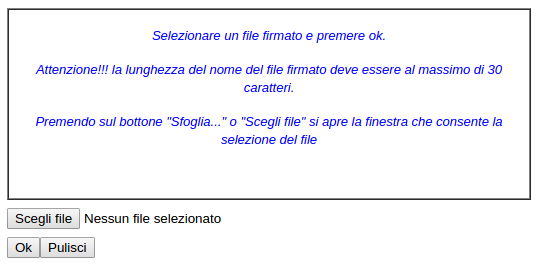 Selezionare un file firmato e premere ok.
Attenzione!!! la lunghezza del nome del file firmato deve essere al massimo di 30
caratteri.
Premendo sul bottone "Sfoglia..." o "Scegli file" si apre la finestra che consente la
selezione del file
Scegli file Nessun file selezionato
Ok Pulisci